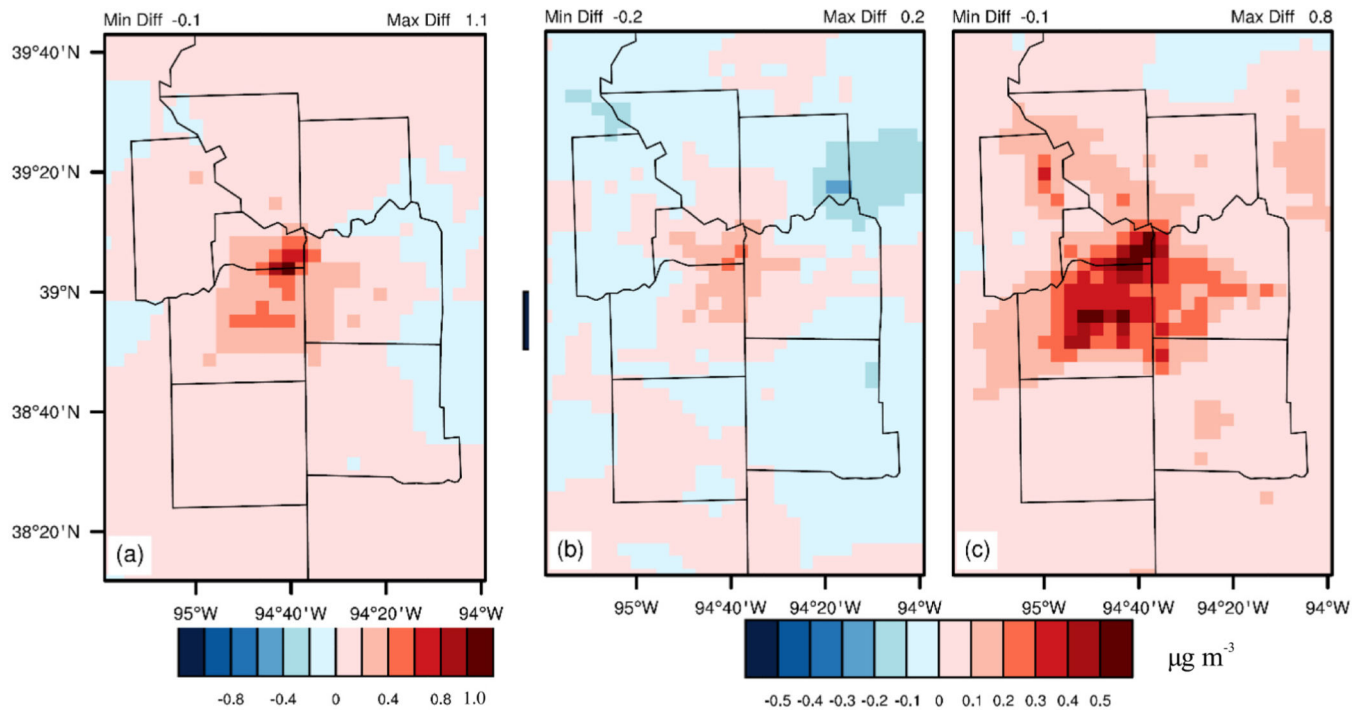 Min Diff -0.1 Max Diff 1.1
Min Diff -0.2 Max Diff 0.2
Min Diff -0.1 Max Diff 0.8
39°40'N
39°20'N
39°N
38°40'N
38°20'N
(a)
(b)
(c)
95°W 94°40'W 94°20'W 94°W
95°W 94°40'W 94°20'W 94°W
95°W 94°40'W 94°20'W 94°W
-0.8 -0.4 0 0.4 0.8 1.0
-0.5 -0.4 -0.3 -0.2 -0.1 0 0.1 0.2 0.3 0.4 0.5
μg m⁻³